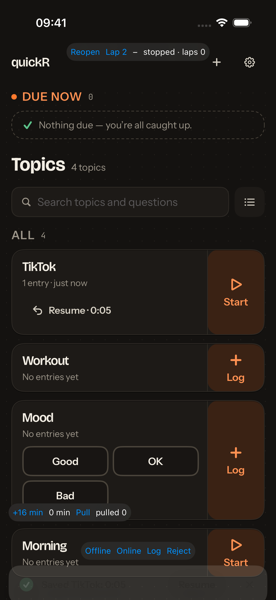 09:41
Reopen Lap 2 – stopped · laps 0
quickR
DUE NOW 0
Nothing due — you're all caught up.
Topics 4 topics
Search topics and questions
ALL 4
TikTok
1 entry · just now
Resume · 0:05
Start
Workout
No entries yet
Log
Mood
No entries yet
Good
OK
Bad
Log
+16 min 0 min Pull pulled 0
Morning
No entries yet
Offline Online Log Reject
Start